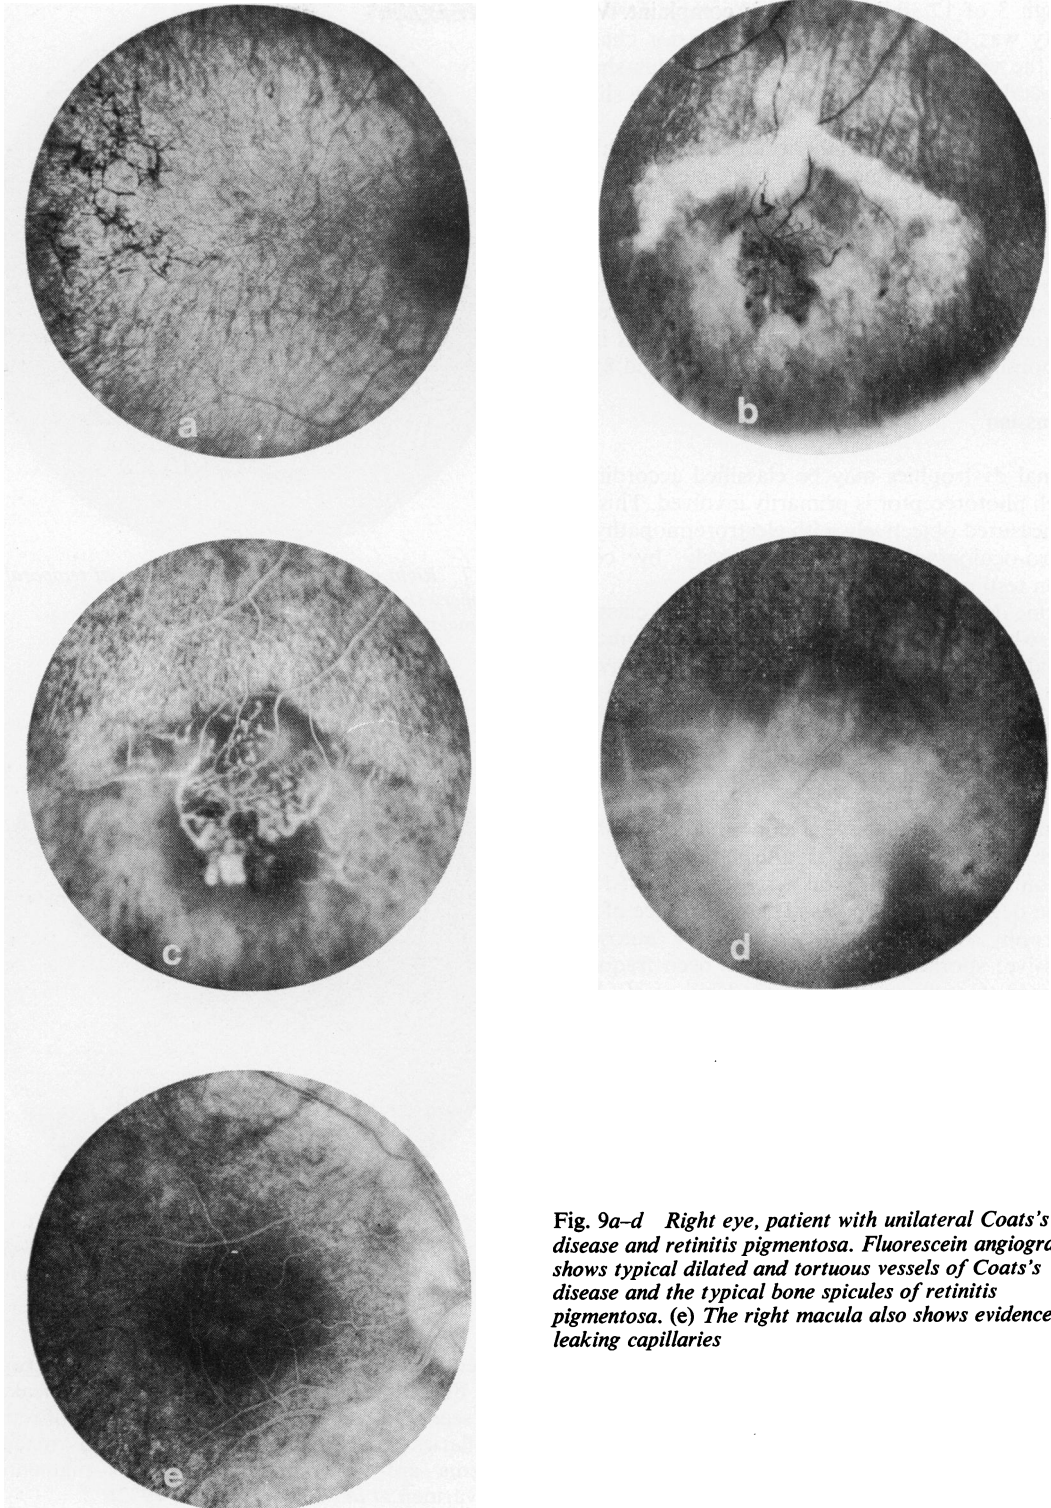 a
b
c
d
e
Fig. 9a–d Right eye, patient with unilateral Coats's
disease and retinitis pigmentosa. Fluorescein angiogra
shows typical dilated and tortuous vessels of Coats's
disease and the typical bone spicules of retinitis
pigmentosa. (e) The right macula also shows evidence
leaking capillaries